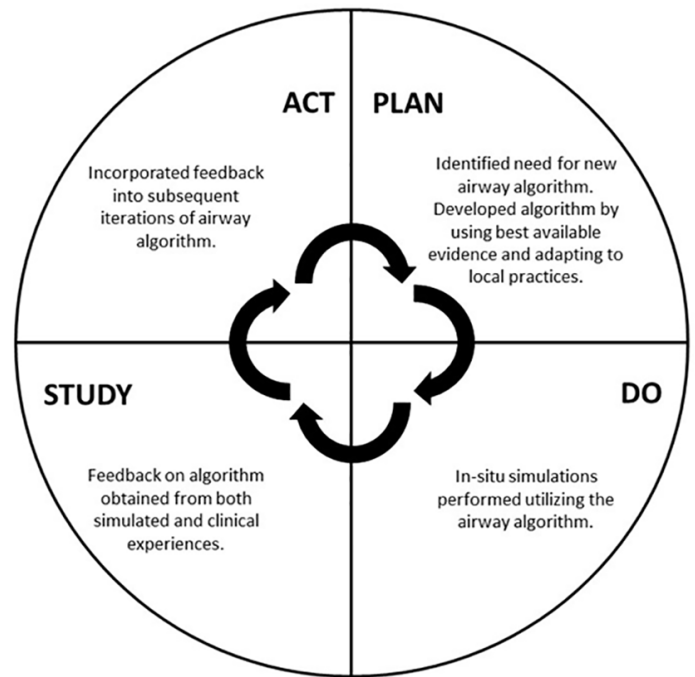 ACT
Incorporated feedback
into subsequent
iterations of airway
algorithm.
PLAN
Identified need for new
airway algorithm.
Developed algorithm by
using best available
evidence and adapting to
local practices.
STUDY
Feedback on algorithm
obtained from both
simulated and clinical
experiences.
DO
In-situ simulations
performed utilizing the
airway algorithm.